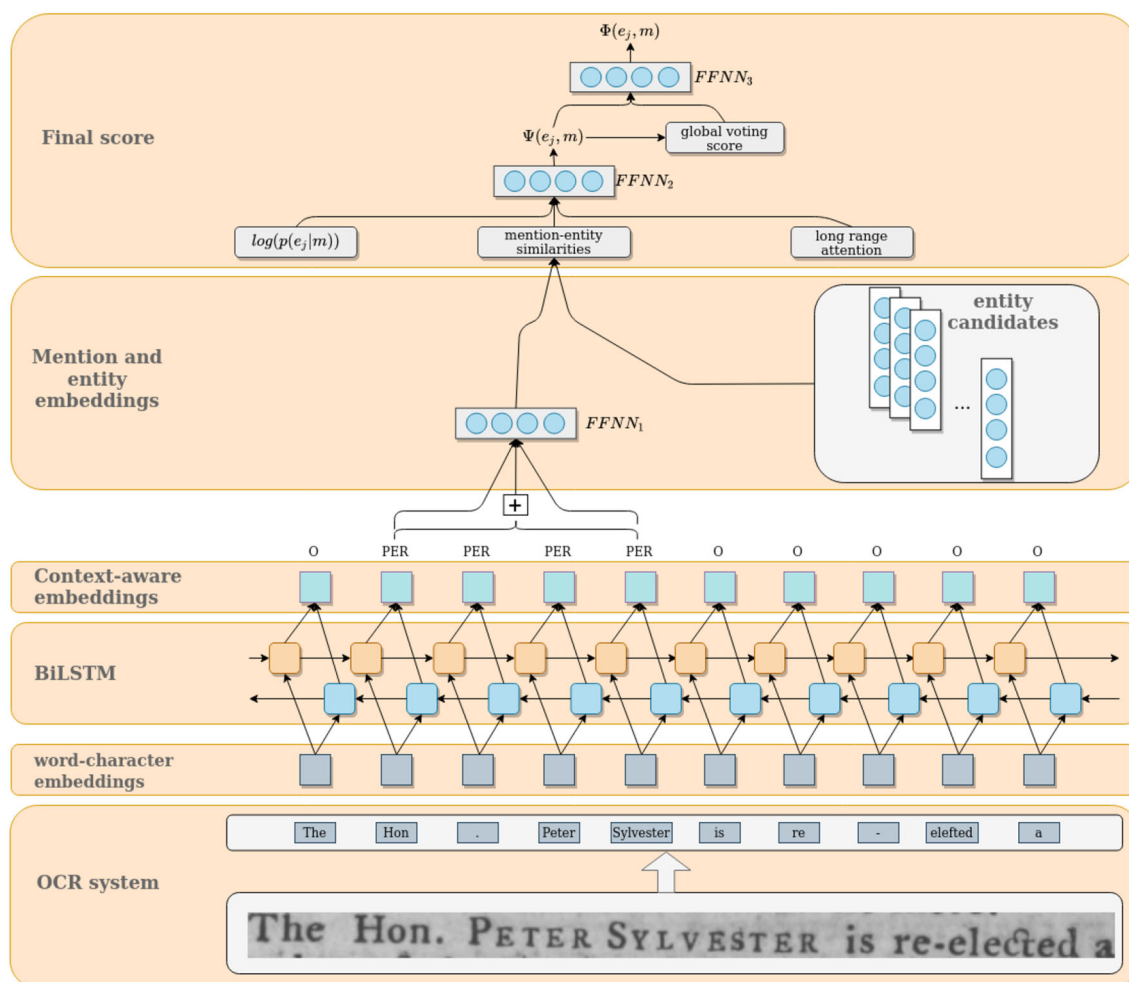 Φ(e_j, m)
FFNN_3
Final score
Ψ(e_j, m)
global voting
score
FFNN_2
log(p(e_j|m))
mention-entity
similarities
long range
attention
entity
candidates
Mention and
entity
embeddings
...
FFNN_1
+
O PER PER PER PER O O O O O
Context-aware
embeddings
BiLSTM
word-character
embeddings
The Hon . Peter Sylvester is re - elefted a
OCR system
The Hon. PETER SYLVESTER is re-elected a